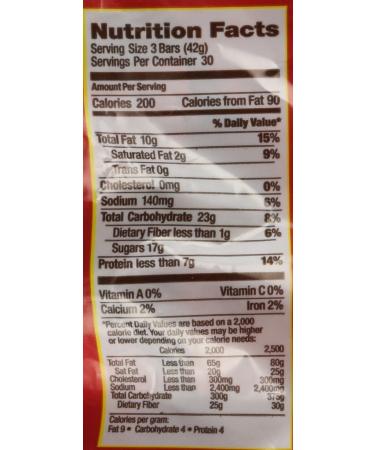 Nutrition Facts
Serving Size 3 Bars (42g)
Servings Per Container 30
Amount Per Serving
Calories 200 Calories from Fat 90
% Daily Value*
Total Fat 10g 15%
Saturated Fat 2g 9%
Trans Fat 0g
Cholesterol 0mg 0%
Sodium 140mg 6%
Total Carbohydrate 23g 8%
Dietary Fiber less than 1g 6%
Sugars 17g
Protein less than 7g 14%
Vitamin A 0% Vitamin C 0%
Calcium 2% Iron 2%
*Percent Daily Values are based on a 2,000
calorie diet. Your daily values may be higher
or lower depending on your calorie needs:
Calories 2,000 2,500
Total Fat Less than 65g 80g
Sat Fat Less than 20g 25g
Cholesterol Less than 300mg 300mg
Sodium Less than 2,400mg 2,400mg
Total Carbohydrate 300g 375g
Dietary Fiber 25g 30g
Calories per gram:
Fat 9 • Carbohydrate 4 • Protein 4